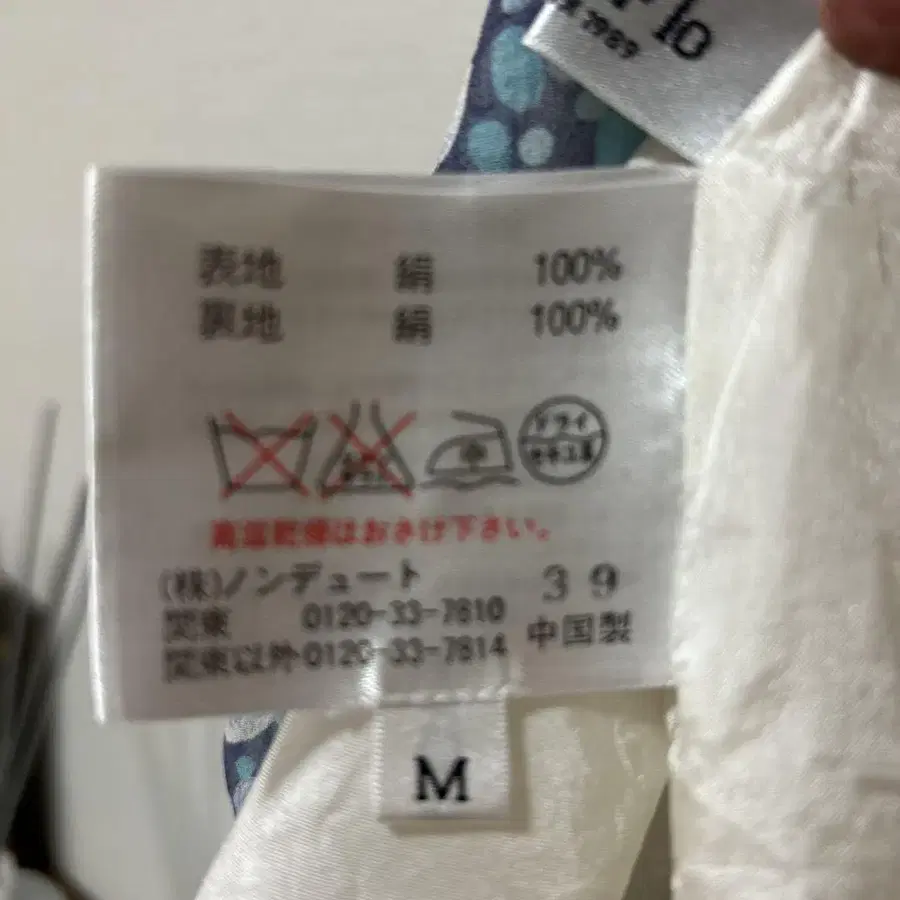 1989
表地 絹 100%
裏地 絹 100%
ドライ
セキユ系
高温乾燥はおさけ下さい。
(株)ノンデュート 39
関東 0120-33-7810 中国製
関東以外 0120-33-7814
M